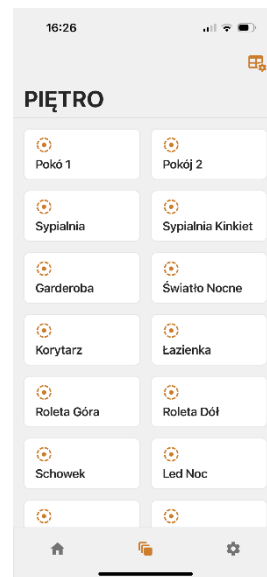 16:26
PIĘTRO
Pokó 1
Pokój 2
Sypialnia
Sypialnia Kinkiet
Garderoba
Światło Nocne
Korytarz
Łazienka
Roleta Góra
Roleta Dół
Schowek
Led Noc